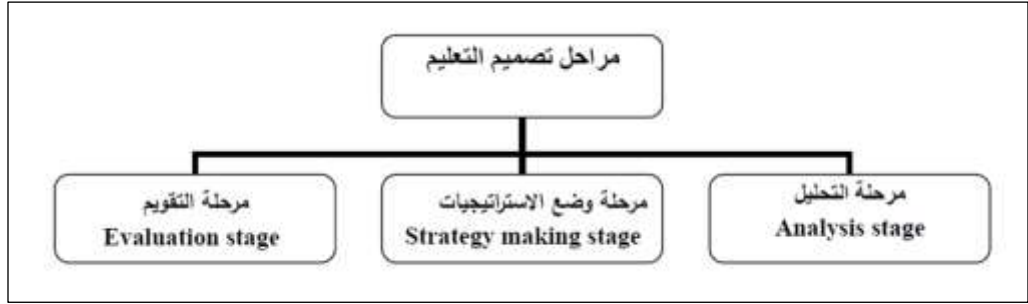 مراحل تصميم التعليم
مرحلة التحليل
Analysis stage
مرحلة وضع الاستراتيجيات
Strategy making stage
مرحلة التقويم
Evaluation stage